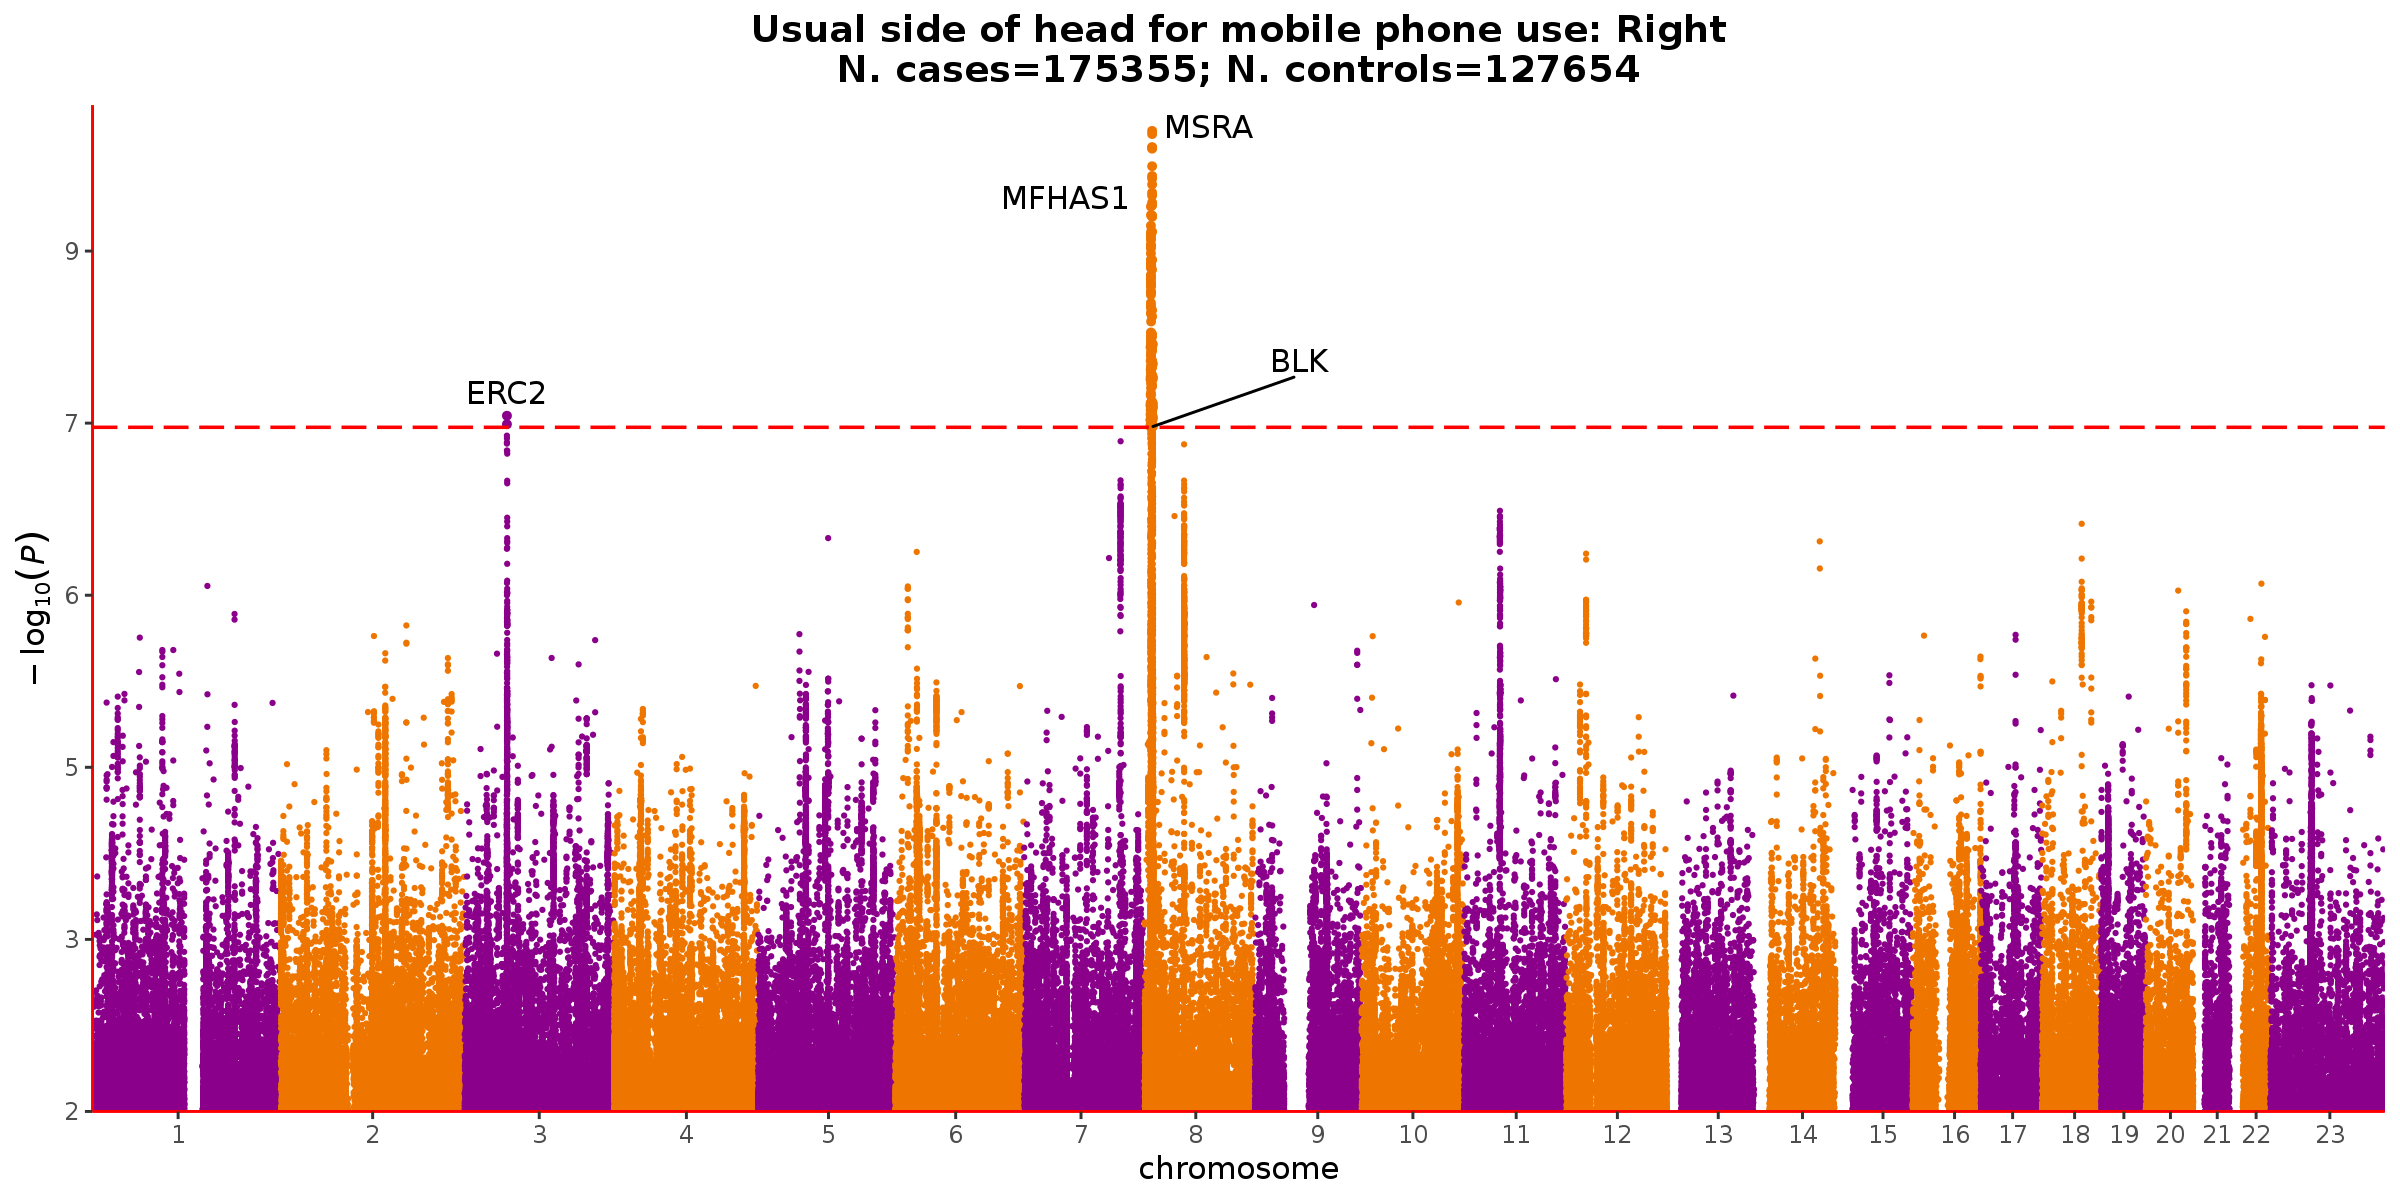 Usual side of head for mobile phone use: Right
N. cases=175355; N. controls=127654
MSRA
MFHAS1
9
BLK
ERC2
7
6
− log₁₀(P)
5
3
2
1 2 3 4 5 6 7 8 9 10 11 12 13 14 15 16 17 18 19 20 21 22 23
chromosome